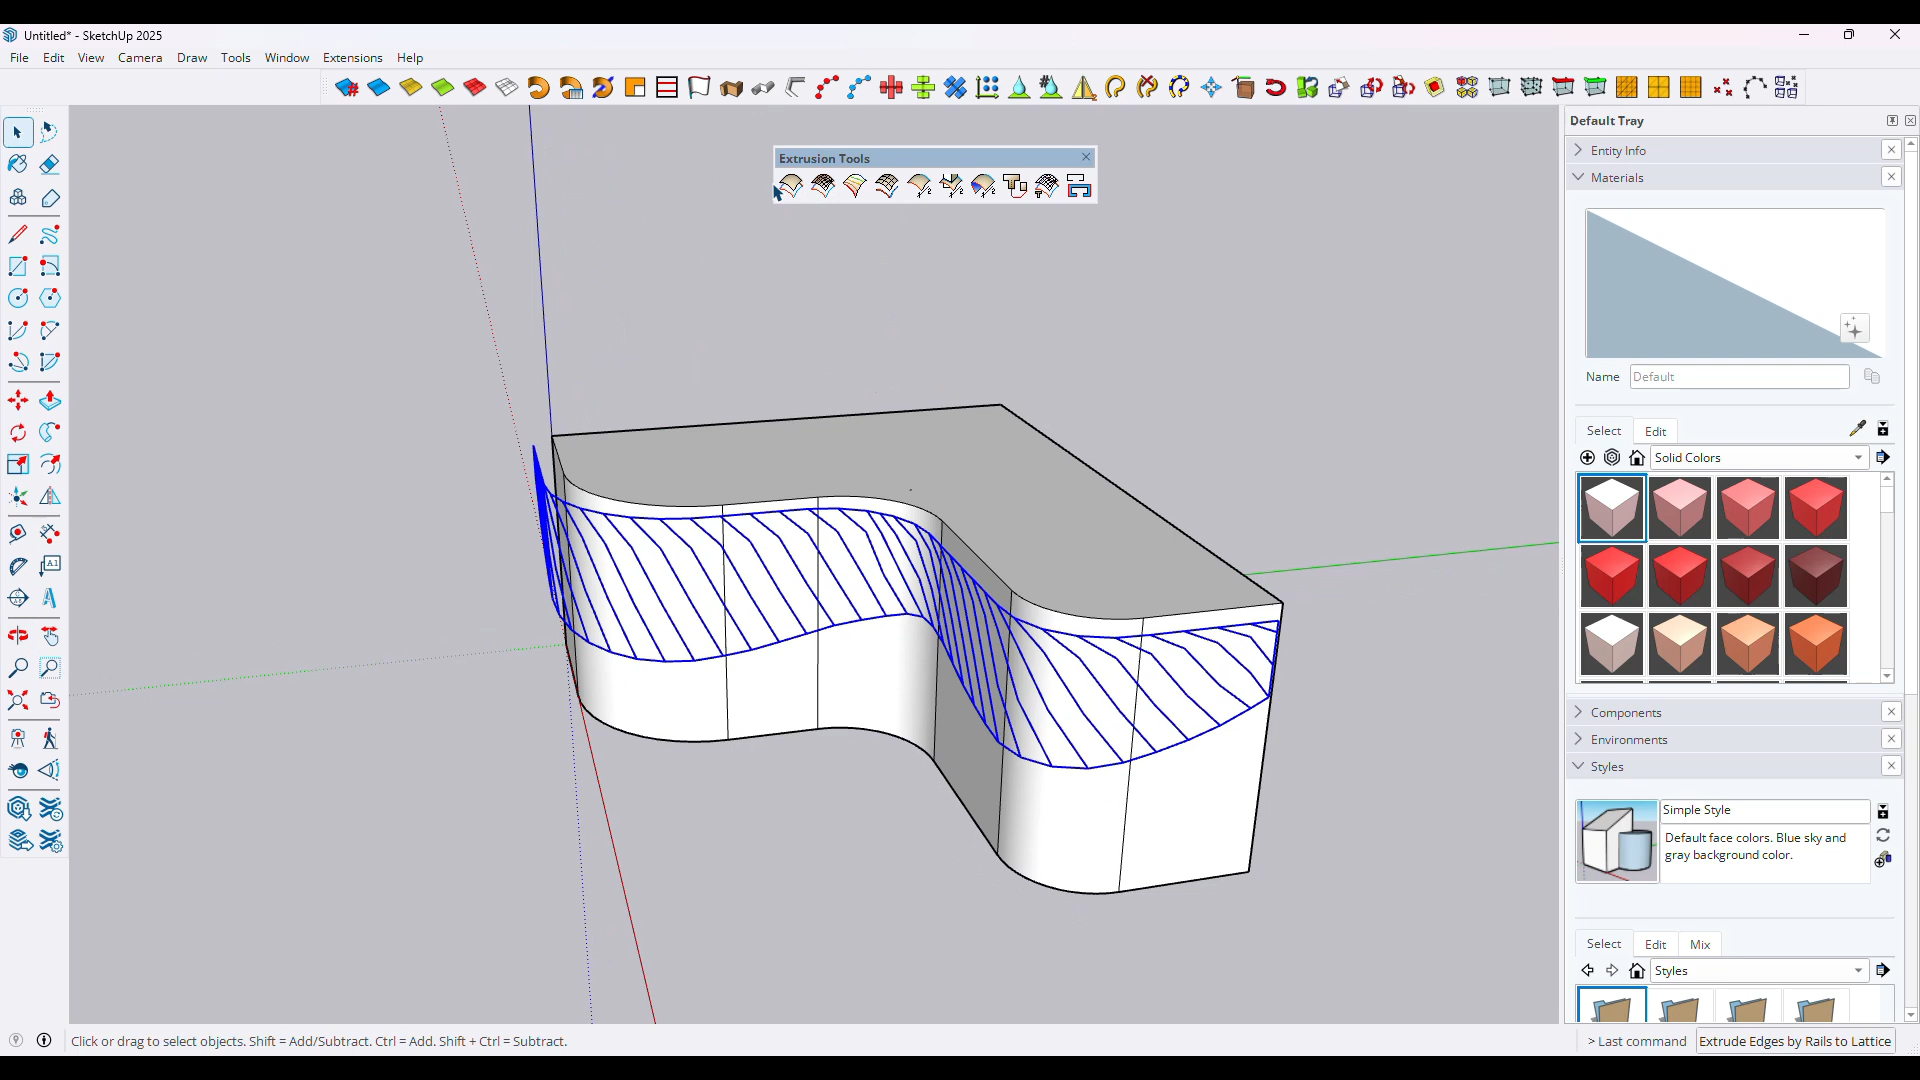 Untitled* - SketchUp 2025
File Edit View Camera Draw Tools Window Extensions Help
Default Tray
Extrusion Tools
Entity Info
Materials
Name Default
Select Edit
Solid Colors
Components
Environments
Styles
Simple Style
Default face colors. Blue sky and
gray background color.
Select Edit Mix
Styles
Click or drag to select objects. Shift = Add/Subtract. Ctrl = Add. Shift + Ctrl = Subtract.
> Last command Extrude Edges by Rails to Lattice